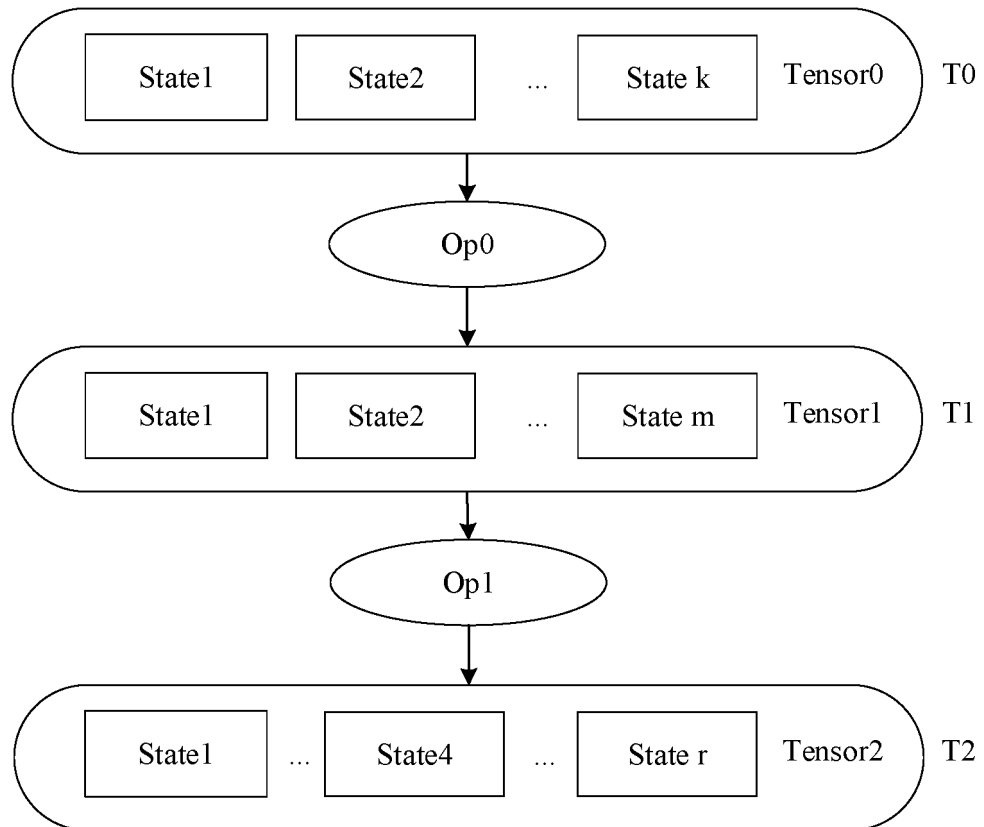 State1 State2 ... State k Tensor0 T0
Op0
State1 State2 ... State m Tensor1 T1
Op1
State1 ... State4 ... State r Tensor2 T2